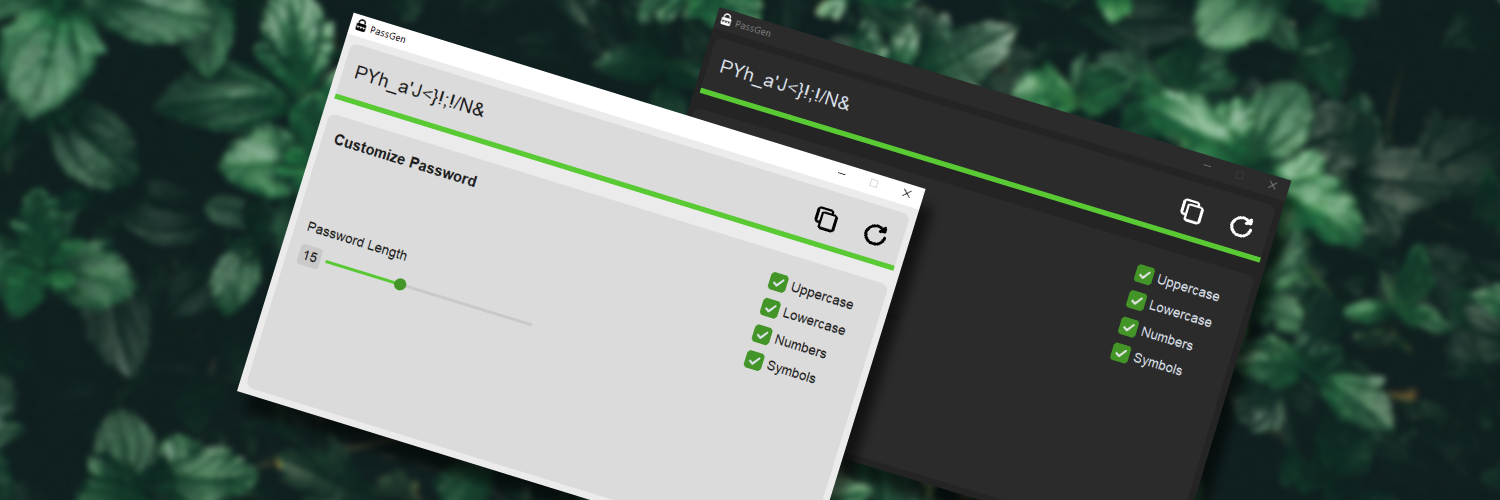 PassGen
PYh_a'J<}!;!/N&
Customize Password
Password Length
15
Uppercase
Lowercase
Numbers
Symbols
PassGen
PYh_a'J<}!;!/N&
Uppercase
Lowercase
Numbers
Symbols